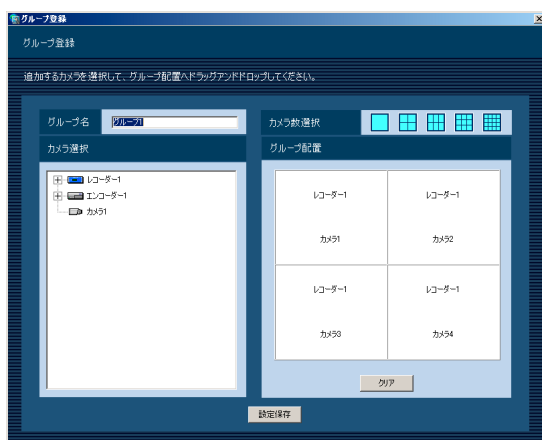 グループ登録
グループ登録
追加するカメラを選択して、グループ配置へドラッグアンドドロップしてください。
グループ名
グループ1
カメラ数選択
カメラ選択
グループ配置
レコーダー1
エンコーダー1
カメラ1
レコーダー1
レコーダー1
カメラ1
カメラ2
レコーダー1
レコーダー1
カメラ3
カメラ4
クリア
設定保存